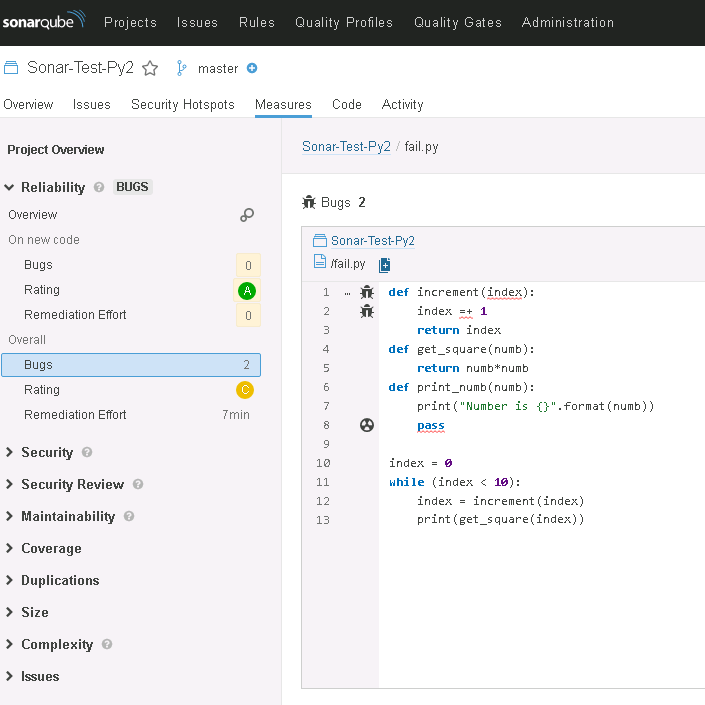 sonarqube Projects Issues Rules Quality Profiles Quality Gates Administration
Sonar-Test-Py2 master
Overview Issues Security Hotspots Measures Code Activity
Project Overview
Reliability ? BUGS
Overview
On new code
Bugs 0
Rating A
Remediation Effort 0
Overall
Bugs 2
Rating C
Remediation Effort 7min
Security ?
Security Review ?
Maintainability ?
Coverage
Duplications
Size
Complexity ?
Issues
Sonar-Test-Py2 / fail.py
Bugs 2
Sonar-Test-Py2
/fail.py
1 … def increment(index):
2 index =+ 1
3 return index
4 def get_square(numb):
5 return numb*numb
6 def print_numb(numb):
7 print("Number is {}".format(numb))
8 pass
9
10 index = 0
11 while (index < 10):
12 index = increment(index)
13 print(get_square(index))